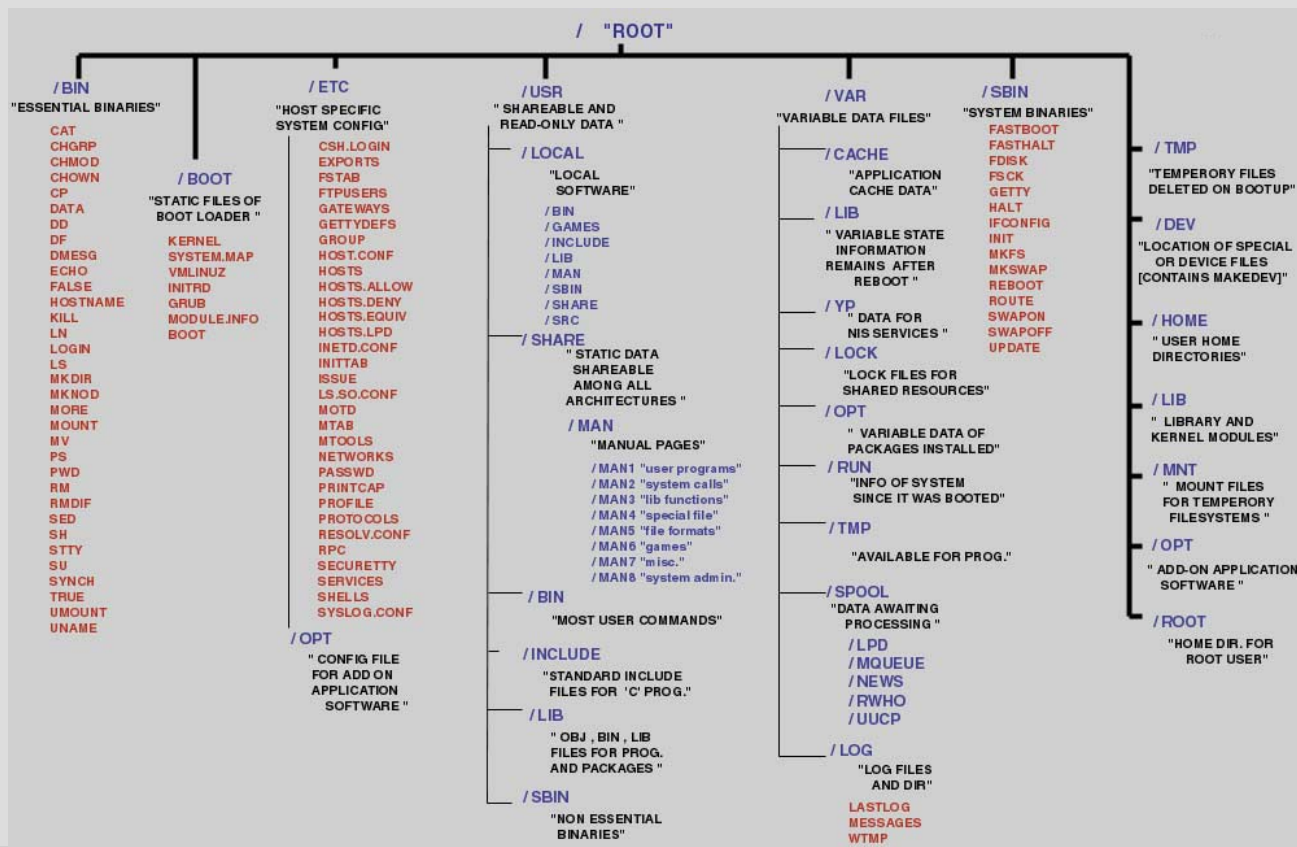 / "ROOT"
/ BIN
"ESSENTIAL BINARIES"
CAT
CHGRP
CHMOD
CHOWN
CP
DATA
DD
DF
DMESG
ECHO
FALSE
HOSTNAME
KILL
LN
LOGIN
LS
MKDIR
MKNOD
MORE
MOUNT
MV
PS
PWD
RM
RMDIF
SED
SH
STTY
SU
SYNCH
TRUE
UMOUNT
UNAME
/ BOOT
"STATIC FILES OF
BOOT LOADER "
KERNEL
SYSTEM.MAP
VMLINUZ
INITRD
GRUB
MODULE.INFO
BOOT
/ ETC
"HOST SPECIFIC
SYSTEM CONFIG"
CSH.LOGIN
EXPORTS
FSTAB
FTPUSERS
GATEWAYS
GETTYDEFS
GROUP
HOST.CONF
HOSTS
HOSTS.ALLOW
HOSTS.DENY
HOSTS.EQUIV
HOSTS.LPD
INETD.CONF
INITTAB
ISSUE
LS.SO.CONF
MOTD
MTAB
MTOOLS
NETWORKS
PASSWD
PRINTCAP
PROFILE
PROTOCOLS
RESOLV.CONF
RPC
SECURETTY
SERVICES
SHELLS
SYSLOG.CONF
/ OPT
" CONFIG FILE
FOR ADD ON
APPLICATION
SOFTWARE "
/ USR
" SHAREABLE AND
READ-ONLY DATA "
/ LOCAL
"LOCAL
SOFTWARE"
/ BIN
/ GAMES
/ INCLUDE
/ LIB
/ MAN
/ SBIN
/ SHARE
/ SRC
/ SHARE
" STATIC DATA
SHAREABLE
AMONG ALL
ARCHITECTURES "
/ MAN
"MANUAL PAGES"
/ MAN1 "user programs"
/ MAN2 "system calls"
/ MAN3 "lib functions"
/ MAN4 "special file"
/ MAN5 "file formats"
/ MAN6 "games"
/ MAN7 "misc."
/ MAN8 "system admin."
/ BIN
"MOST USER COMMANDS"
/ INCLUDE
"STANDARD INCLUDE
FILES FOR 'C' PROG."
/ LIB
" OBJ , BIN , LIB
FILES FOR PROG.
AND PACKAGES "
/ SBIN
"NON ESSENTIAL
BINARIES"
/ VAR
"VARIABLE DATA FILES"
/ CACHE
"APPLICATION
CACHE DATA"
/ LIB
" VARIABLE STATE
INFORMATION
REMAINS AFTER
REBOOT "
/ YP
" DATA FOR
NIS SERVICES "
/ LOCK
"LOCK FILES FOR
SHARED RESOURCES"
/ OPT
" VARIABLE DATA OF
PACKAGES INSTALLED"
/ RUN
"INFO OF SYSTEM
SINCE IT WAS BOOTED"
/ TMP
"AVAILABLE FOR PROG."
/ SPOOL
"DATA AWAITING
PROCESSING "
/ LPD
/ MQUEUE
/ NEWS
/ RWHO
/ UUCP
/ LOG
"LOG FILES
AND DIR"
LASTLOG
MESSAGES
WTMP
/ SBIN
"SYSTEM BINARIES"
FASTBOOT
FASTHALT
FDISK
FSCK
GETTY
HALT
IFCONFIG
INIT
MKFS
MKSWAP
REBOOT
ROUTE
SWAPON
SWAPOFF
UPDATE
/ TMP
"TEMPERORY FILES
DELETED ON BOOTUP"
/ DEV
"LOCATION OF SPECIAL
OR DEVICE FILES
[CONTAINS MAKEDEV]"
/ HOME
" USER HOME
DIRECTORIES"
/ LIB
" LIBRARY AND
KERNEL MODULES"
/ MNT
" MOUNT FILES
FOR TEMPERORY
FILESYSTEMS "
/ OPT
" ADD-ON APPLICATION
SOFTWARE "
/ ROOT
"HOME DIR. FOR
ROOT USER"